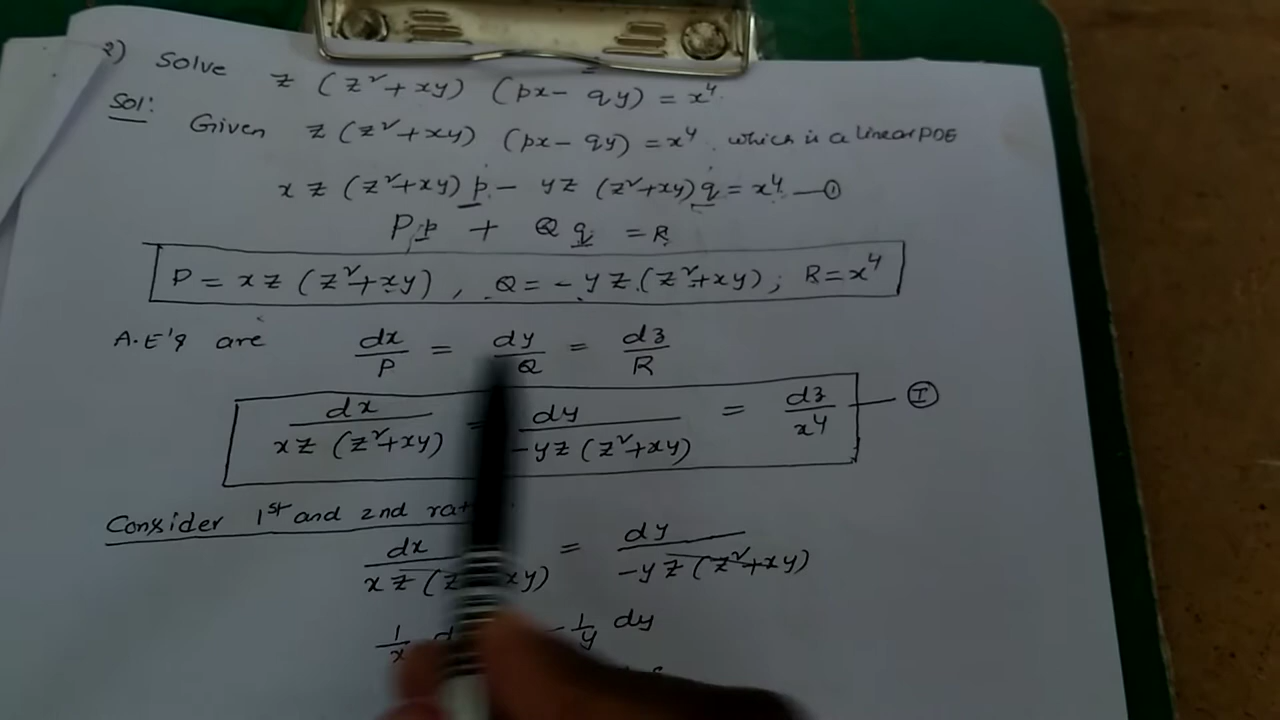 2) Solve z (z²+xy) (px- qy) = x⁴.
Sol:
Given z (z²+xy) (px- qy) = x⁴. which is a linear PDE
xz (z²+xy) p - yz (z²+xy) q = x⁴ —①
Pp + Qq = R
P = xz (z²+xy), Q = -yz (z²+xy); R = x⁴
A.E'q are dx/P = dy/Q = dz/R
dx/xz (z²+xy) = dy/-yz (z²+xy) = dz/x⁴ — Ⓘ
Consider 1st and 2nd
dx/xz (z xy) = dy/-yz (z²+xy)
1/x d - 1/y dy